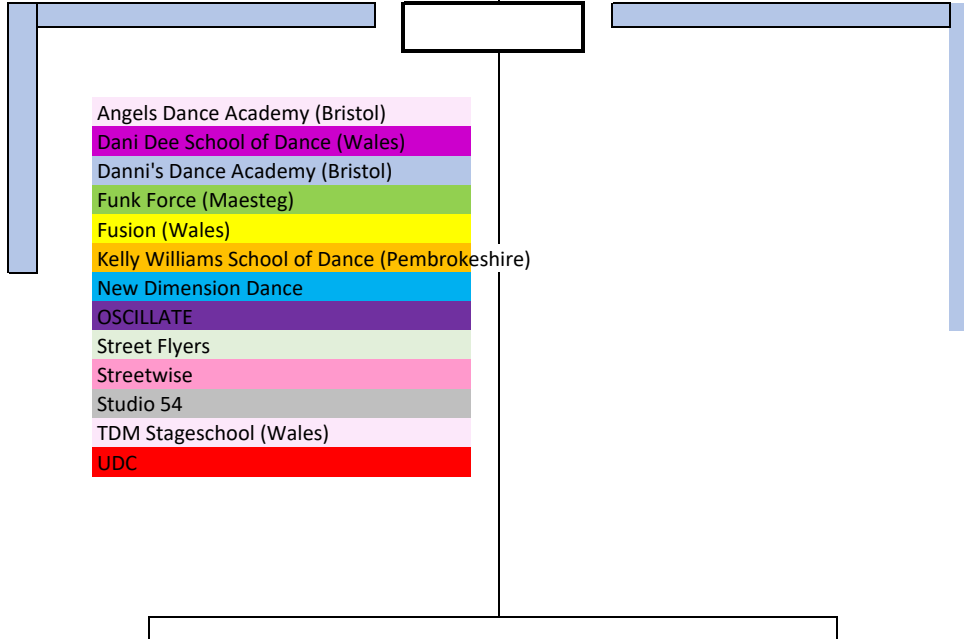 Angels Dance Academy (Bristol)
Dani Dee School of Dance (Wales)
Danni's Dance Academy (Bristol)
Funk Force (Maesteg)
Fusion (Wales)
Kelly Williams School of Dance (Pembrokeshire)
New Dimension Dance
OSCILLATE
Street Flyers
Streetwise
Studio 54
TDM Stageschool (Wales)
UDC